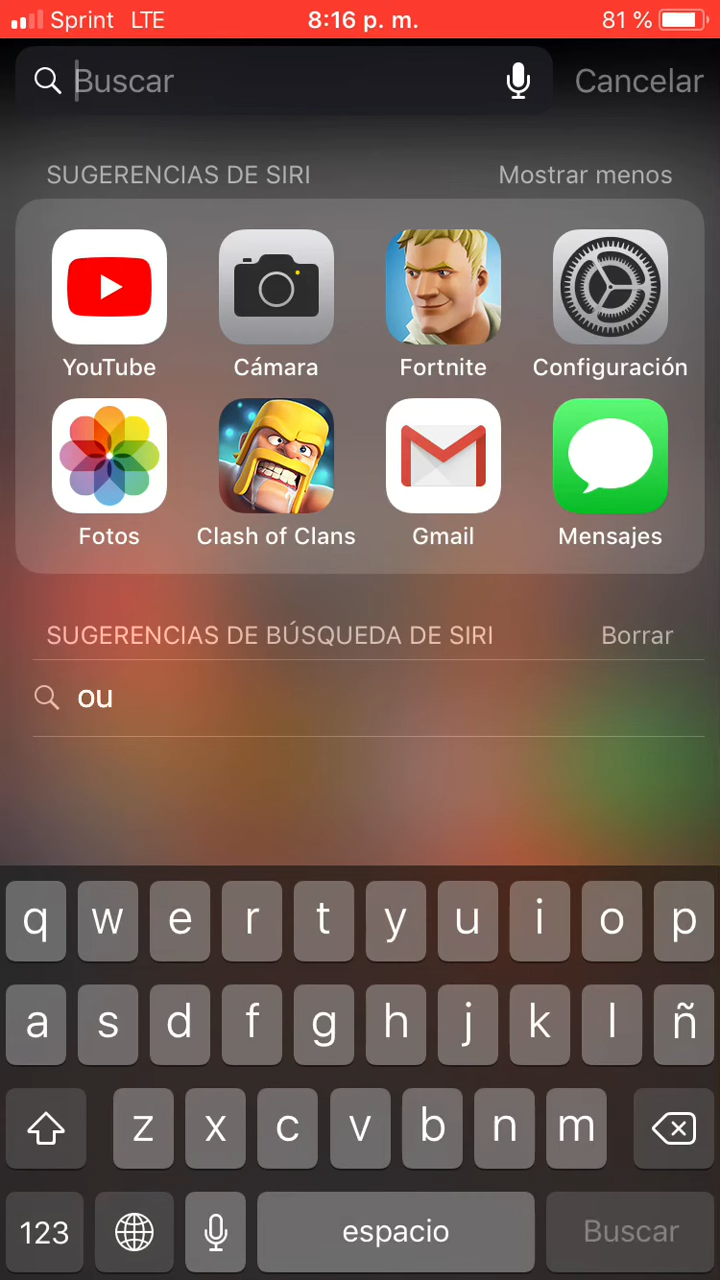 Sprint LTE 8:16 p. m. 81 %
Buscar Cancelar
SUGERENCIAS DE SIRI Mostrar menos
YouTube Cámara Fortnite Configuración
Fotos Clash of Clans Gmail Mensajes
SUGERENCIAS DE BÚSQUEDA DE SIRI Borrar
ou
q w e r t y u i o p
a s d f g h j k l ñ
z x c v b n m
123 espacio Buscar